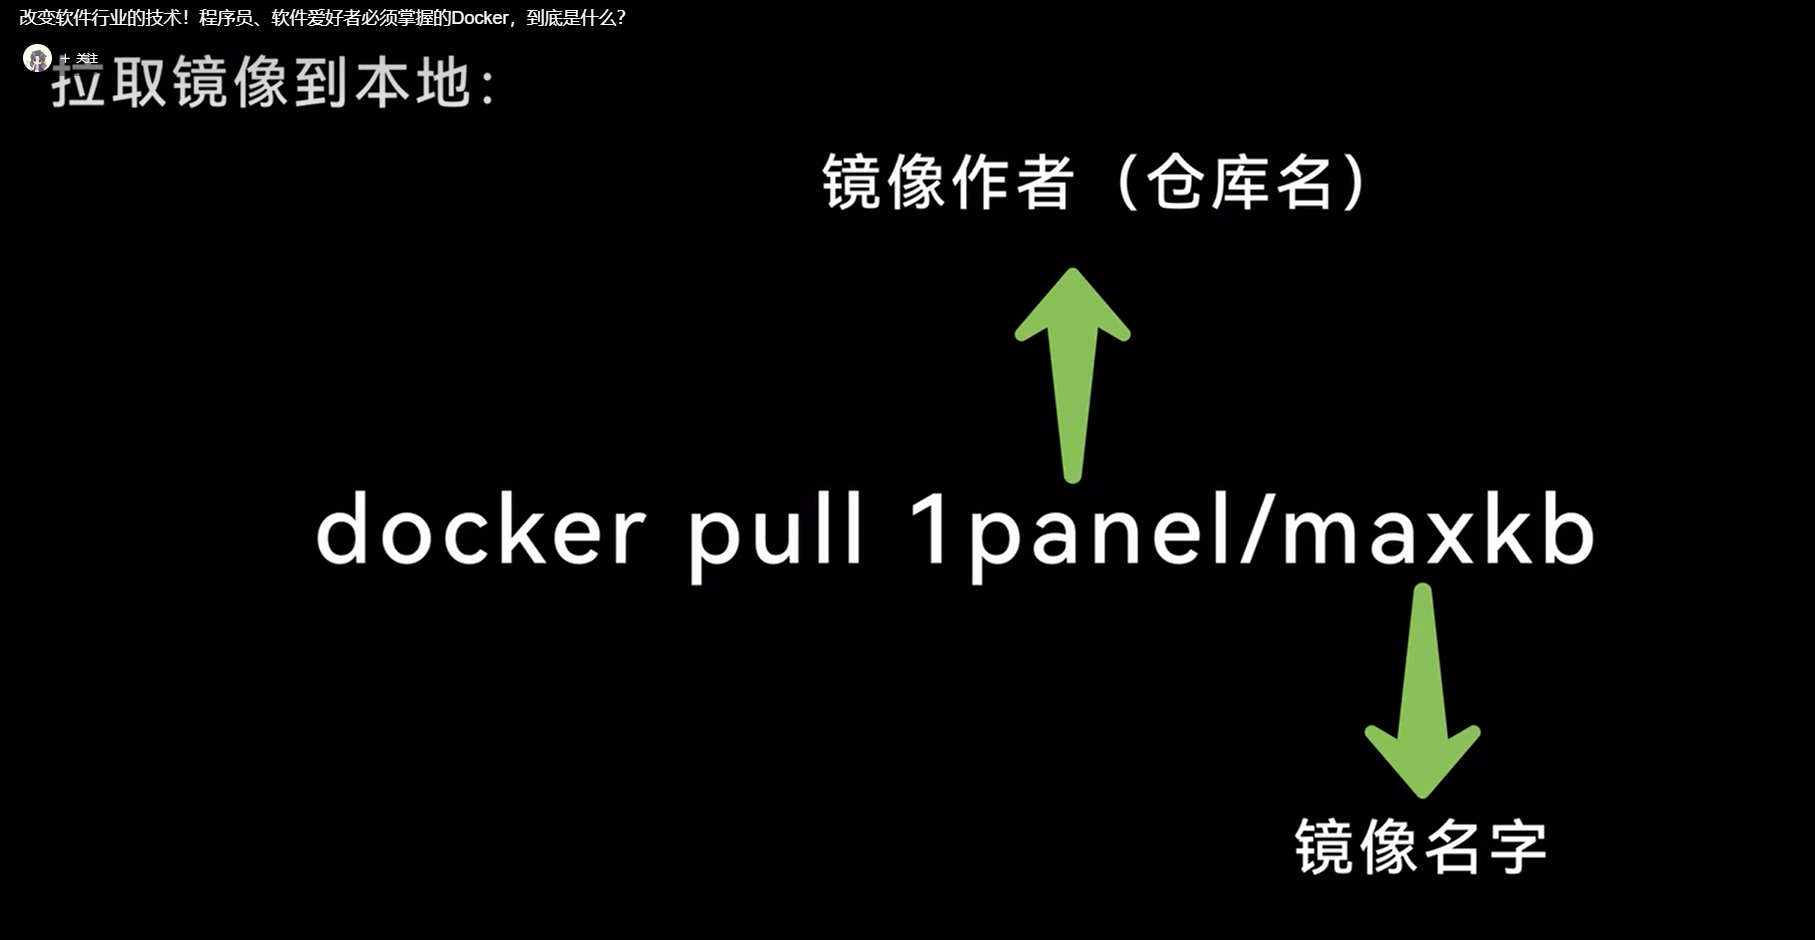 改变软件行业的技术！程序员、软件爱好者必须掌握的Docker，到底是什么？
+ 关注
拉取镜像到本地：
镜像作者（仓库名）
docker pull 1panel/maxkb
镜像名字